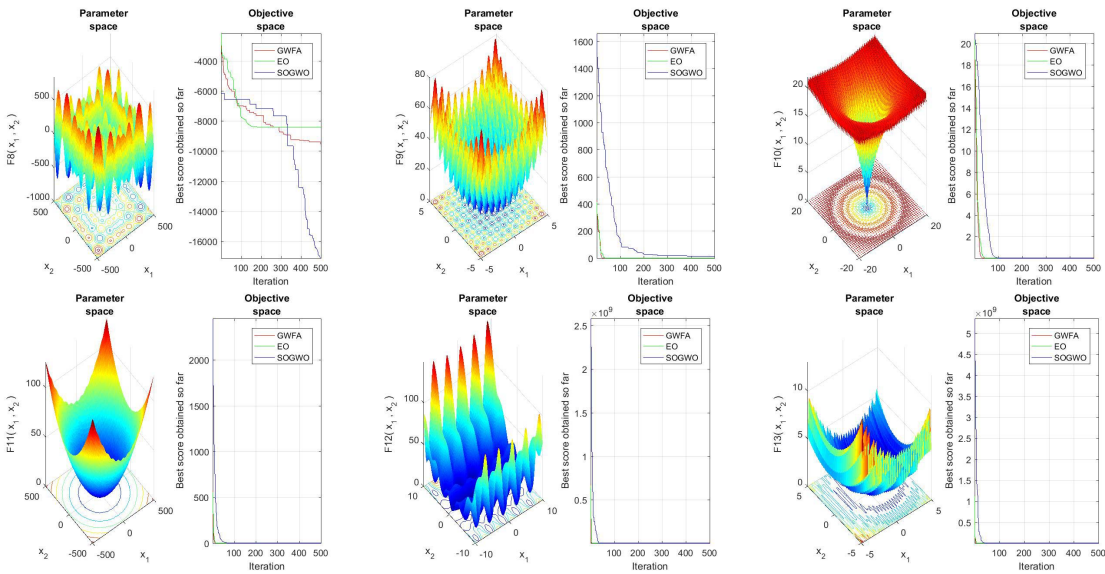 Parameter
space
F8( x1 , x2 )
500
0
-500
-1000
500
0
-500
x2
-500
0
500
x1
Objective
space
Best score obtained so far
-4000
-6000
-8000
-10000
-12000
-14000
-16000
GWFA
EO
SOGWO
100 200 300 400 500
Iteration
Parameter
space
F9( x1 , x2 )
80
60
40
20
0
5
0
-5
x2
-5
0
5
x1
Objective
space
Best score obtained so far
1600
1400
1200
1000
800
600
400
200
0
GWFA
EO
SOGWO
100 200 300 400 500
Iteration
Parameter
space
F10( x1 , x2 )
20
15
10
5
0
20
0
-20
x2
-20
0
20
x1
Objective
space
Best score obtained so far
20
18
16
14
12
10
8
6
4
2
GWFA
EO
SOGWO
100 200 300 400 500
Iteration
Parameter
space
F11( x1 , x2 )
100
50
0
500
0
-500
x2
-500
0
500
x1
Objective
space
Best score obtained so far
2000
1500
1000
500
0
GWFA
EO
SOGWO
100 200 300 400 500
Iteration
Parameter
space
F12( x1 , x2 )
100
50
0
10
0
-10
x2
-10
0
10
x1
Objective
space
×10^9
Best score obtained so far
2.5
2
1.5
1
0.5
0
GWFA
EO
SOGWO
100 200 300 400 500
Iteration
Parameter
space
F13( x1 , x2 )
10
5
0
5
0
-5
x2
-5
0
5
x1
Objective
space
×10^9
Best score obtained so far
5
4.5
4
3.5
3
2.5
2
1.5
1
0.5
GWFA
EO
SOGWO
100 200 300 400 500
Iteration